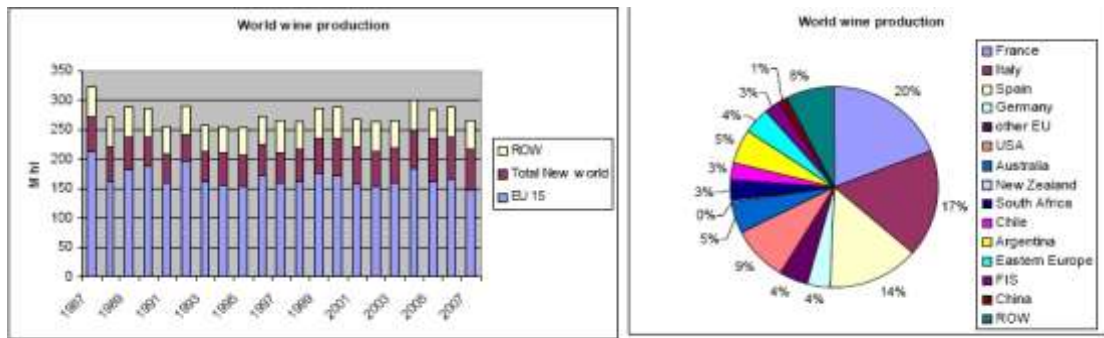 World wine production
350
300
250
200
150
100
50
0
M hl
1987
1989
1991
1993
1995
1997
1999
2001
2003
2005
2007
ROW
Total New world
EU 15
World wine production
20%
17%
14%
4%
4%
9%
5%
0%
3%
3%
5%
4%
3%
1%
8%
France
Italy
Spain
Germany
other EU
USA
Australia
New Zealand
South Africa
Chile
Argentina
Eastern Europe
FIS
China
ROW